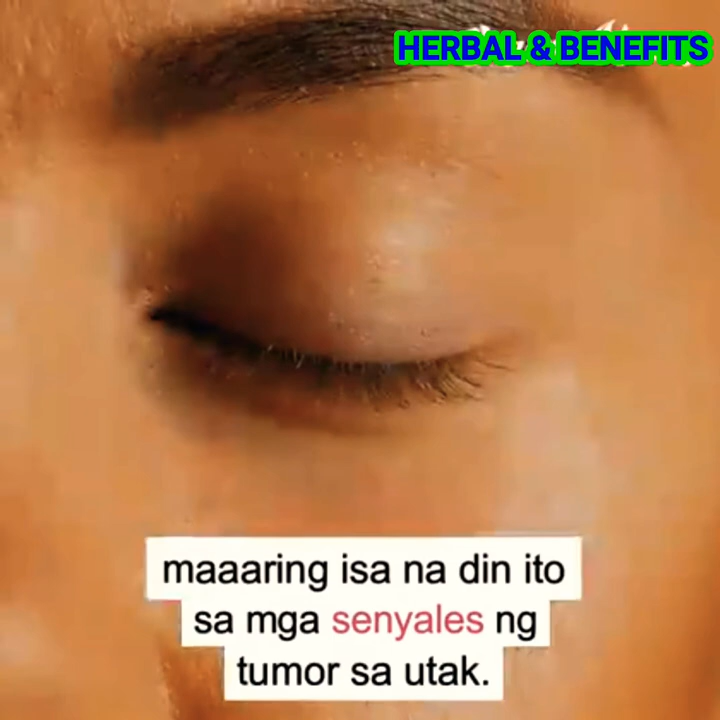 HERBAL & BENEFITS
maaaring isa na din ito
sa mga senyales ng
tumor sa utak.